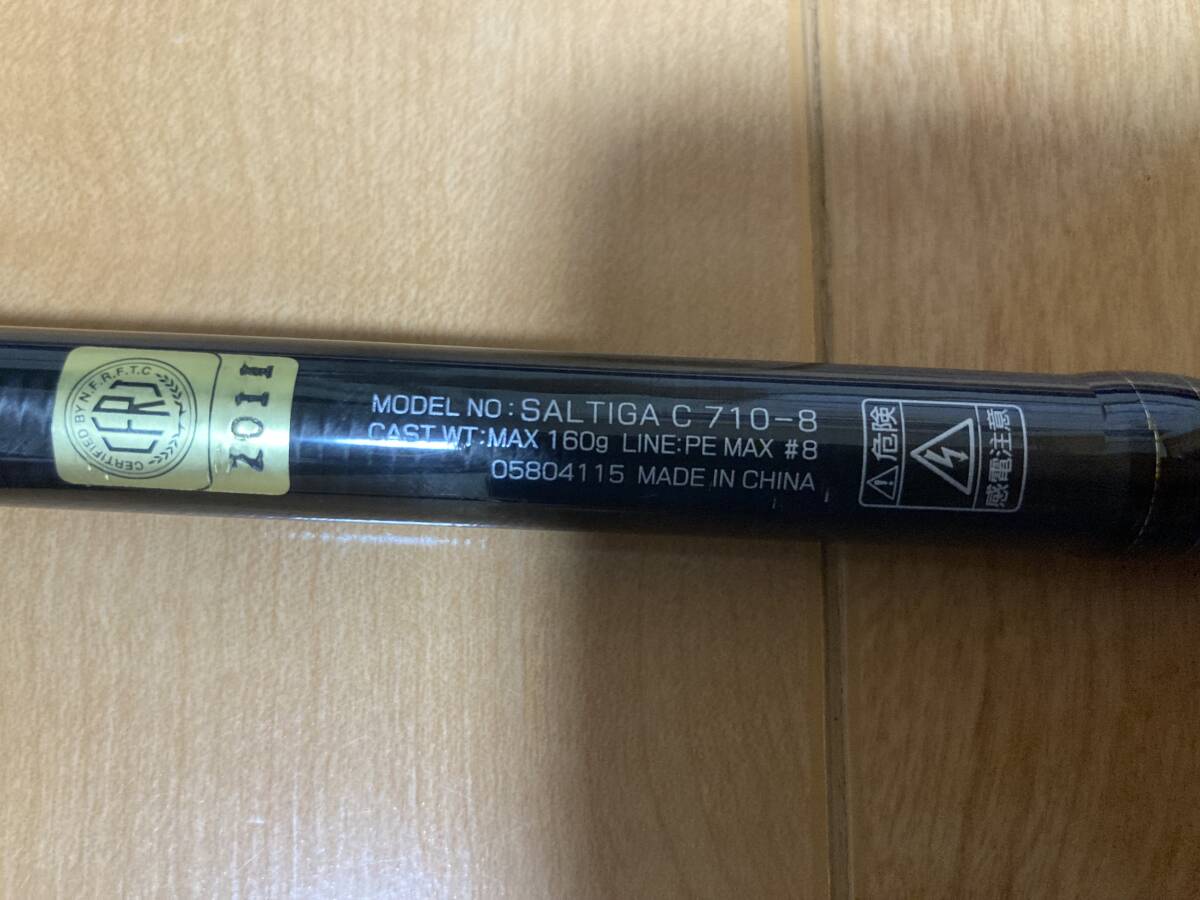 CERTIFIED BY N.F.R.F.T.C
CFRJ
2011
MODEL NO: SALTIGA C 710-8
CAST WT:MAX 160g LINE:PE MAX #8
05804115 MADE IN CHINA
危険
感電注意